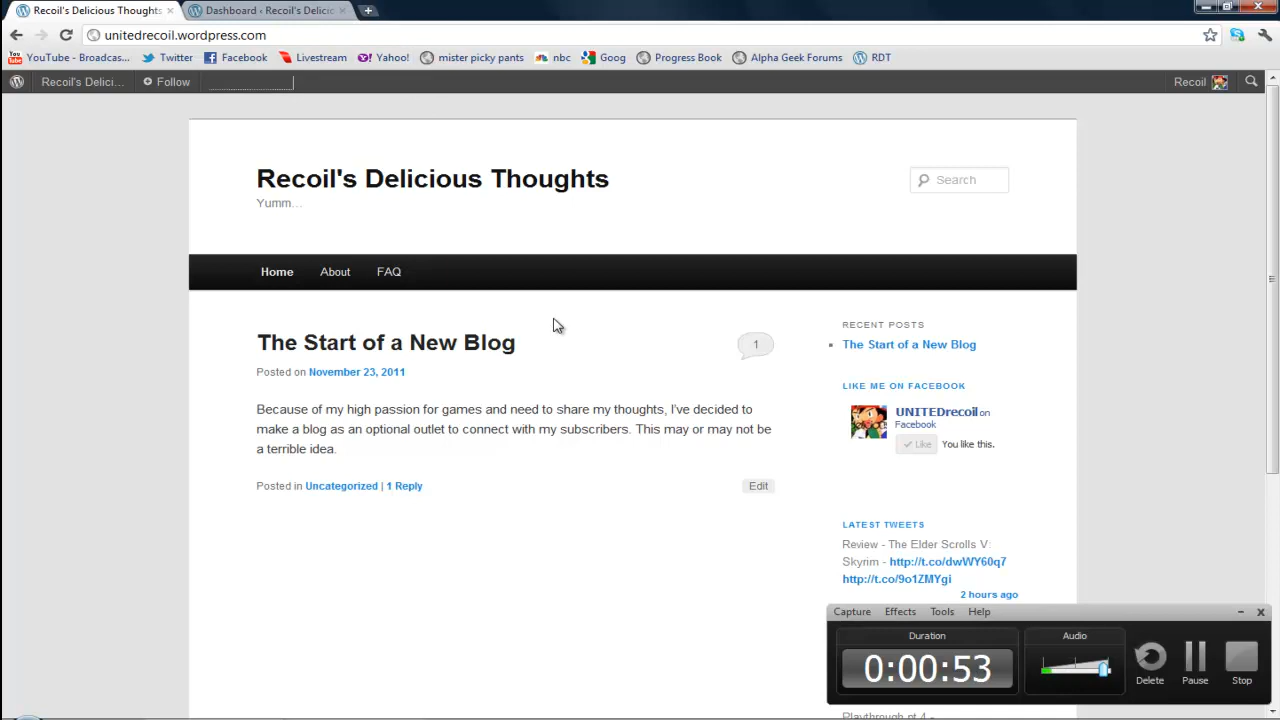 Recoil's Delicious Thoughts
Dashboard ‹ Recoil's Delicio
unitedrecoil.wordpress.com
You Tube
YouTube - Broadcas...
Twitter
Facebook
Livestream
Yahoo!
mister picky pants
nbc
Goog
Progress Book
Alpha Geek Forums
RDT
Recoil's Delici...
Follow
Recoil
Recoil's Delicious Thoughts
Yumm...
Search
Home
About
FAQ
The Start of a New Blog
1
Posted on November 23, 2011
Because of my high passion for games and need to share my thoughts, I've decided to
make a blog as an optional outlet to connect with my subscribers. This may or may not be
a terrible idea.
Posted in Uncategorized | 1 Reply
Edit
RECENT POSTS
The Start of a New Blog
LIKE ME ON FACEBOOK
UNITEDrecoil on
Facebook
Like
You like this.
LATEST TWEETS
Review - The Elder Scrolls V:
Skyrim - http://t.co/dwWY60q7
http://t.co/9o1ZMYgi
2 hours ago
Capture
Effects
Tools
Help
Duration
0:00:53
Audio
Delete
Pause
Stop
Playthrough pt 4 -